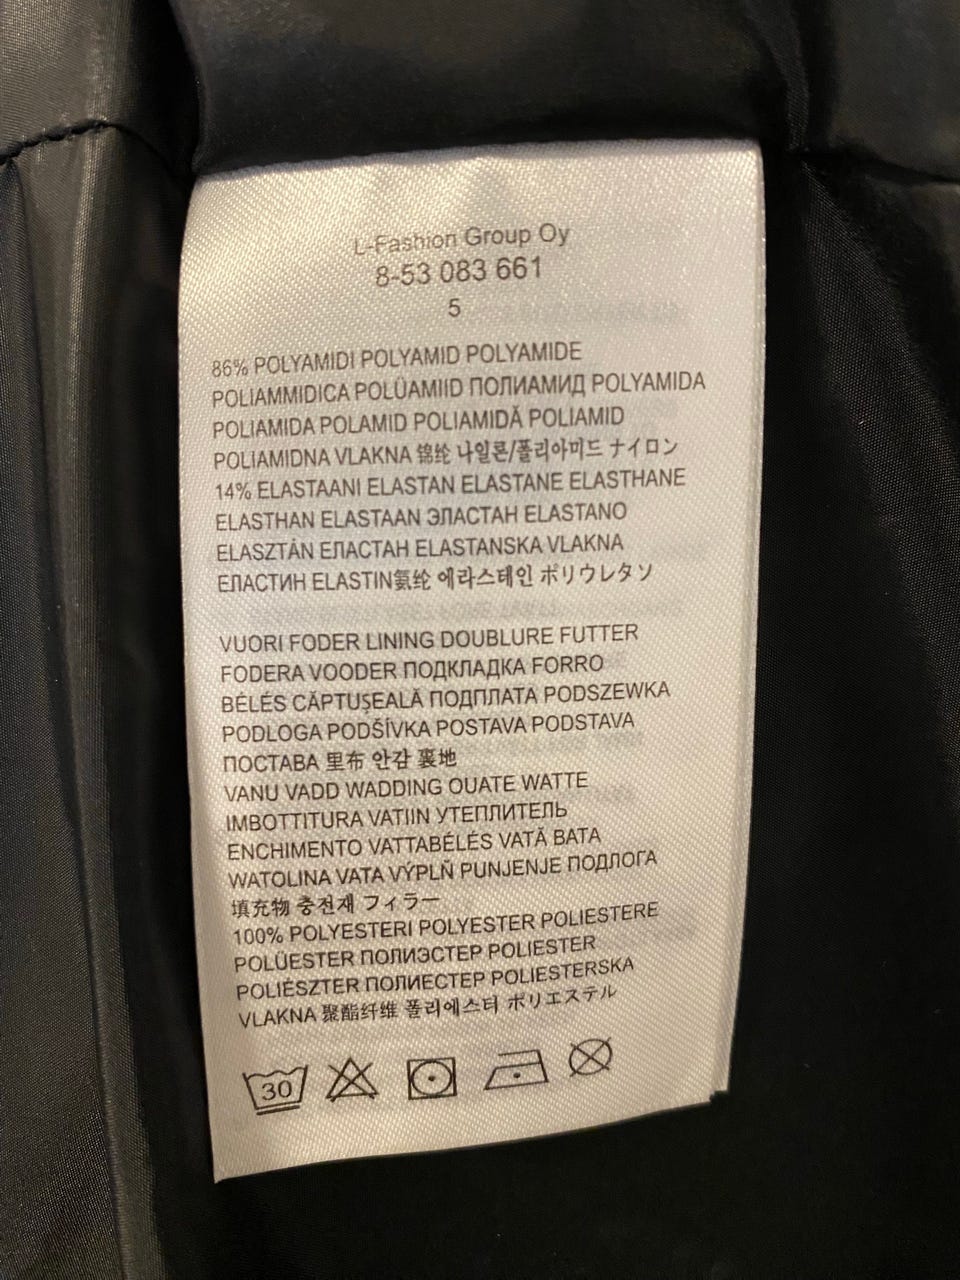 L-Fashion Group Oy
8-53 083 661
5
86% POLYAMIDI POLYAMID POLYAMIDE
POLIAMMIDICA POLÜAMIID ПОЛИАМИД POLYAMIDA
POLIAMIDA POLAMID POLIAMIDĂ POLIAMID
POLIAMIDNA VLAKNA 锦纶 나일론/폴리아미드 ナイロン
14% ELASTAANI ELASTAN ELASTANE ELASTHANE
ELASTHAN ELASTAAN ЭЛАСТАН ELASTANO
ELASZTÁN ЕЛАСТАН ELASTANSKA VLAKNA
ЕЛАСТИН ELASTIN氨纶 에라스테인 ポリウレタソ
VUORI FODER LINING DOUBLURE FUTTER
FODERA VOODER ПОДКЛАДКА FORRO
BÉLÉS CĂPTUȘEALĂ ПОДПЛАТА PODSZEWKA
PODLOGA PODŠÍVKA POSTAVA PODSTAVA
ПОСТАВА 里布 안감 裏地
VANU VADD WADDING OUATE WATTE
IMBOTTITURA VATIIN УТЕПЛИТЕЛЬ
ENCHIMENTO VATTABÉLÉS VATĂ ВАТА
WATOLINA VATA VÝPLŇ PUNJENJE ПОДЛОГА
填充物 충전재 フィラー
100% POLYESTERI POLYESTER POLIESTERE
POLÜESTER ПОЛИЭСТЕР POLIESTER
POLIÉSZTER ПОЛИЕСТЕР POLIESTERSKA
VLAKNA 聚酯纤维 폴리에스터 ポリエステル
30